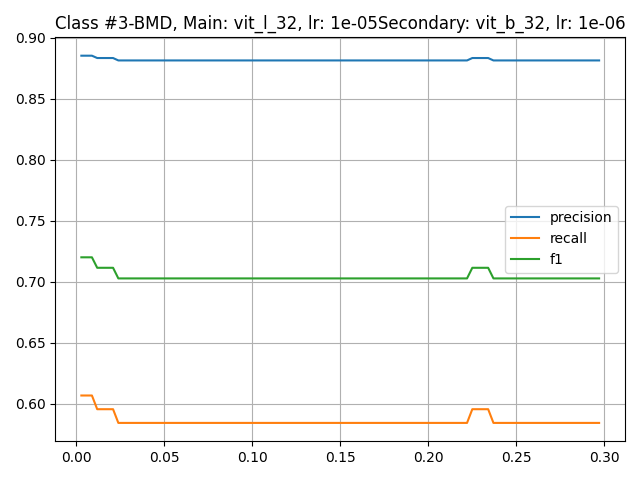 Class #3-BMD, Main: vit_l_32, lr: 1e-05Secondary: vit_b_32, lr: 1e-06
0.90
0.85
0.80
0.75
0.70
0.65
0.60
precision
recall
f1
0.00 0.05 0.10 0.15 0.20 0.25 0.30